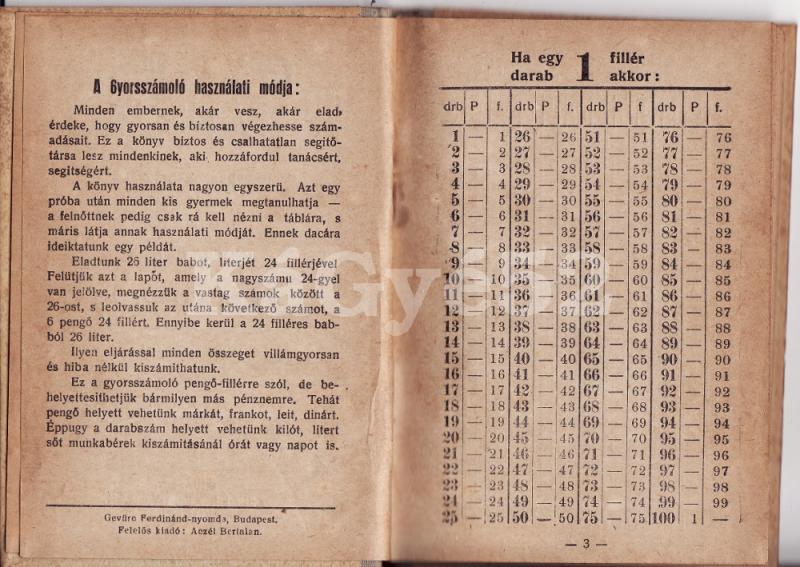 A Gyorsszámoló használati módja:
Minden embernek, akár vesz, akár elad,
érdeke, hogy gyorsan és biztosan végezhesse szám-
adásait. Ez a könyv biztos és csalhatatlan segitő-
társa lesz mindenkinek, aki hozzáfordul tanácsért,
segitségért.
A könyv használata nagyon egyszerű. Azt egy
próba után minden kis gyermek megtanulhatja —
a felnőttnek pedig csak rá kell nézni a táblára, s
máris látja annak használati módját. Ennek dacára
ideiktatunk egy példát.
Eladtunk 26 liter babot, literjét 24 fillérjével
Felütjük azt a lapot, amely a nagyszámu 24-gyel
van jelölve, megnézzük a vastag számok között a
26-ost, s leolvassuk az utána következő számot, a
6 pengő 24 fillért. Ennyibe kerül a 24 filléres bab-
ból 26 liter.
Ilyen eljárással minden összeget villámgyorsan
és hiba nélkül kiszámithatunk.
Ez a gyorsszámoló pengő-fillérre szól, de be-
helyettesithetjük bármilyen más pénznemre. Tehát
pengő helyett vehetünk márkát, frankot, leit, dinárt.
Éppugy a darabszám helyett vehetünk kilót, litert
sőt munkabérek kiszámitásánál órát vagy napot is.
Gewürc Ferdinánd-nyomda, Budapest.
Felelős kiadó: Aczél Bertalan.
Ha egy 1 fillér
darab akkor:
drb P f. drb P f. drb P f drb P f.
1 — 1 26 — 26 51 — 51 76 — 76
2 — 2 27 — 27 52 — 52 77 — 77
3 — 3 28 — 28 53 — 53 78 — 78
4 — 4 29 — 29 54 — 54 79 — 79
5 — 5 30 — 30 55 — 55 80 — 80
6 — 6 31 — 31 56 — 56 81 — 81
7 — 7 32 — 32 57 — 57 82 — 82
8 — 8 33 — 33 58 — 58 83 — 83
9 — 9 34 — 34 59 — 59 84 — 84
10 — 10 35 — 35 60 — 60 85 — 85
11 — 11 36 — 36 61 — 61 86 — 86
12 — 12 37 — 37 62 — 62 87 — 87
13 — 13 38 — 38 63 — 63 88 — 88
14 — 14 39 — 39 64 — 64 89 — 89
15 — 15 40 — 40 65 — 65 90 — 90
16 — 16 41 — 41 66 — 66 91 — 91
17 — 17 42 — 42 67 — 67 92 — 92
18 — 18 43 — 43 68 — 68 93 — 93
19 — 19 44 — 44 69 — 69 94 — 94
20 — 20 45 — 45 70 — 70 95 — 95
21 — 21 46 — 46 71 — 71 96 — 96
22 — 22 47 — 47 72 — 72 97 — 97
23 — 23 48 — 48 73 — 73 98 — 98
24 — 24 49 — 49 74 — 74 99 — 99
25 — 25 50 — 50 75 — 75 100 1 —
— 3 —